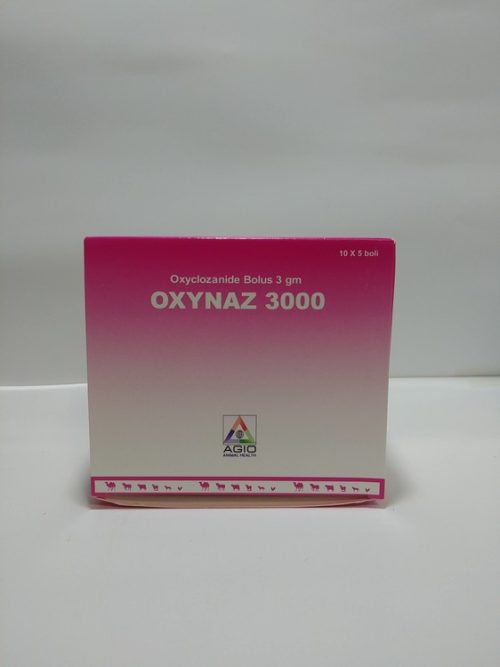 10 X 5 boli
Oxyclozanide Bolus 3 gm
OXYNAZ 3000
AGIO
ANIMAL HEALTH